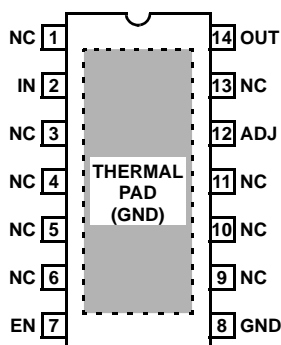 NC 1
14 OUT
IN 2
13 NC
NC 3
12 ADJ
NC 4
11 NC
THERMAL
PAD
(GND)
NC 5
10 NC
NC 6
9 NC
EN 7
8 GND